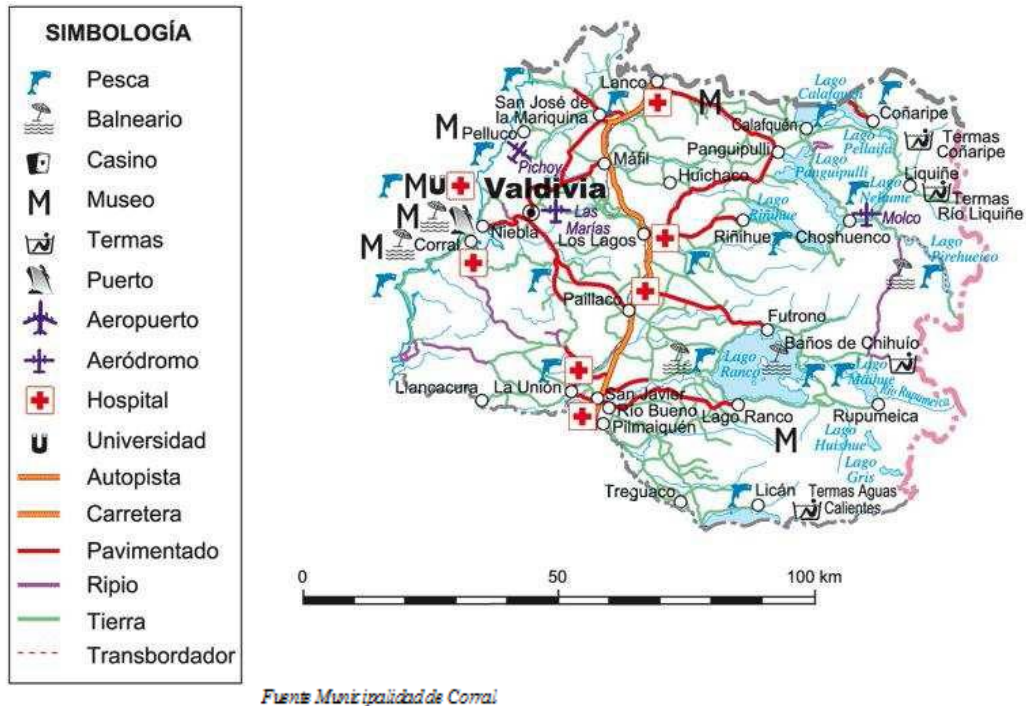 SIMBOLOGÍA
Pesca
Balneario
Casino
M
Museo
Termas
Puerto
Aeropuerto
Aeródromo
Hospital
U
Universidad
Autopista
Carretera
Pavimentado
Ripio
Tierra
Transbordador
Lanco
San José de
la Mariquina
M
M
Pelluco
Pichoy
Máfil
Huichaco
Calafquén
Panguipulli
Lago
Calafquén
Coñaripe
Lago
Pellaifa
Lago
Panguipulli
Termas
Coñaripe
Liquiñe
Termas
Río Liquiñe
Lago
Neltume
Molco
Choshuenco
Lago
Pirehueico
M U
Valdivia
Las
Marías
M
Niebla
M
Corral
Los Lagos
Lago
Riñihue
Riñihue
Paillaco
Futrono
Baños de Chihuío
Lago
Ranco
Lago
Maihue
Río Rupumeica
Rupumeica
Llancacura
La Unión
San Javier
Río Bueno
Pilmaiquén
Lago Ranco
M
Lago
Huishue
Lago
Gris
Treguaco
Licán
Termas Aguas
Calientes
0 50 100 km
Fuente Municipalidad de Corral